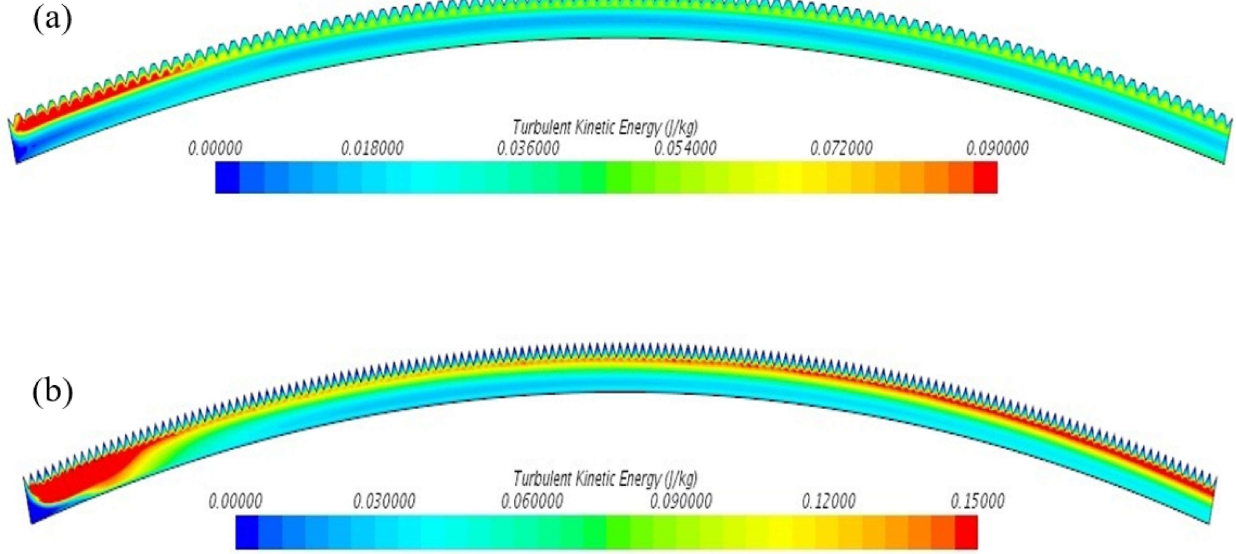 (a)
Turbulent Kinetic Energy (J/kg)
0.00000 0.018000 0.036000 0.054000 0.072000 0.090000
(b)
Turbulent Kinetic Energy (J/kg)
0.00000 0.030000 0.060000 0.090000 0.12000 0.15000